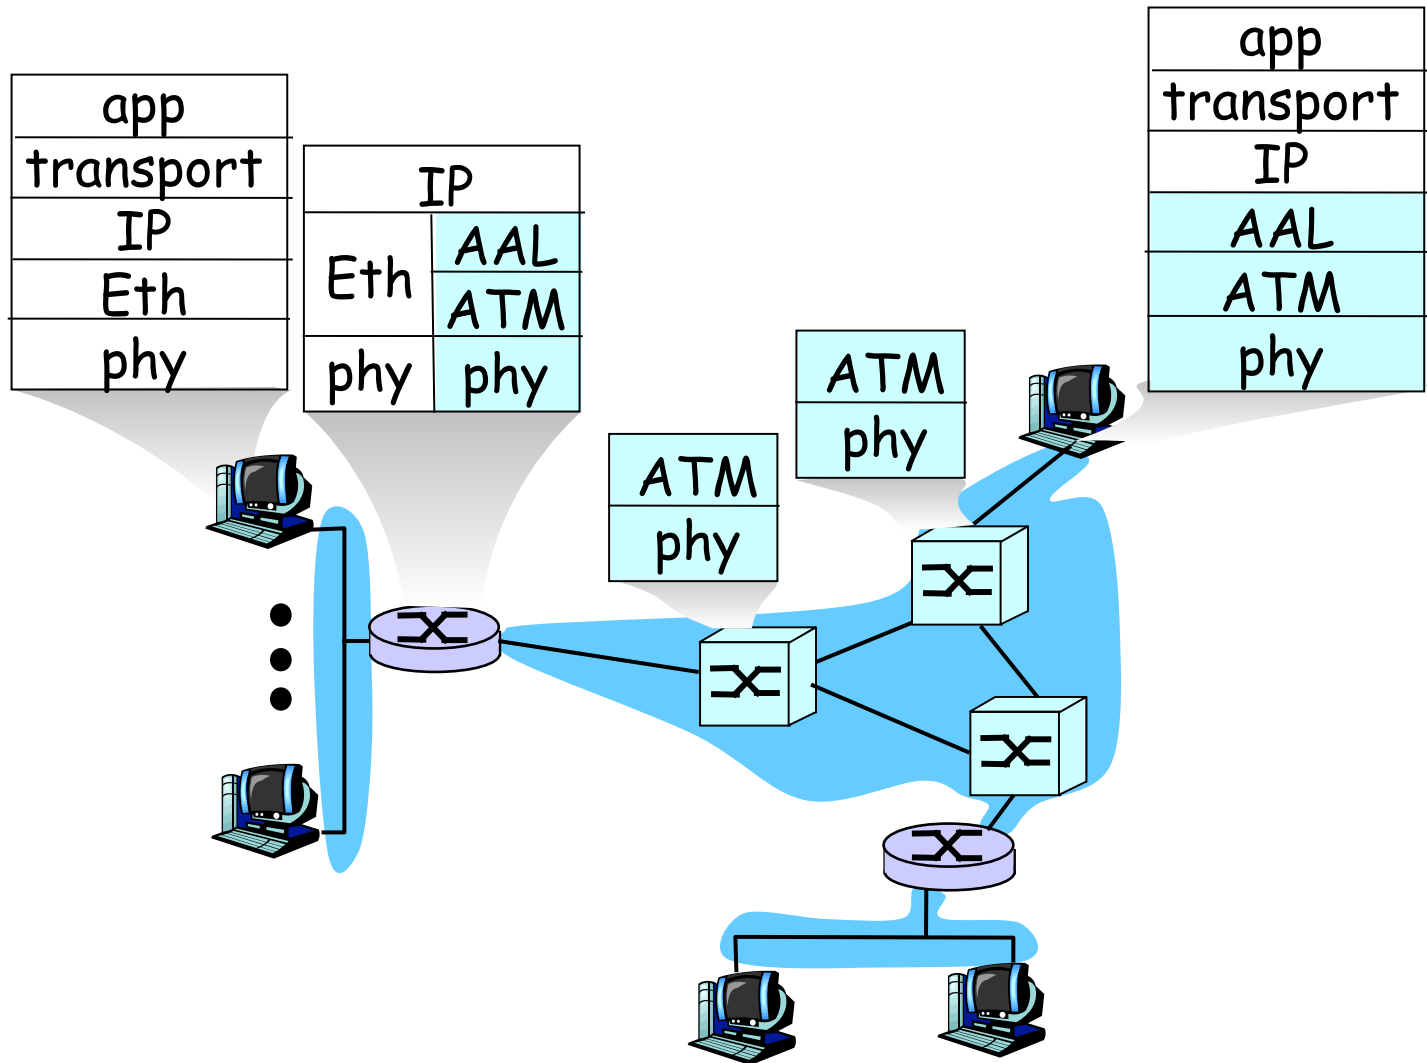 app
transport
IP
Eth
phy
IP
Eth
AAL
ATM
phy
phy
ATM
phy
ATM
phy
app
transport
IP
AAL
ATM
phy